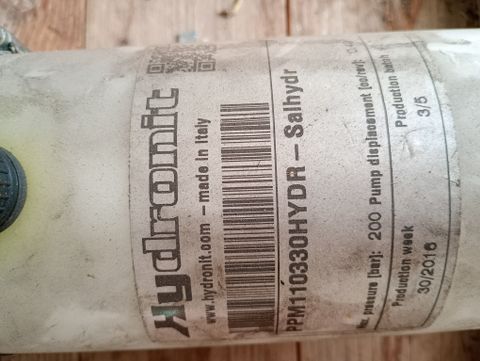 Hydronit
www.hydronit.com – made in Italy
PPM110330HYDR – Salhydr
Max. pressure [bar]: 200 Pump displacement [cc/rev]:
Production week
30/2016
Production batch
3/5